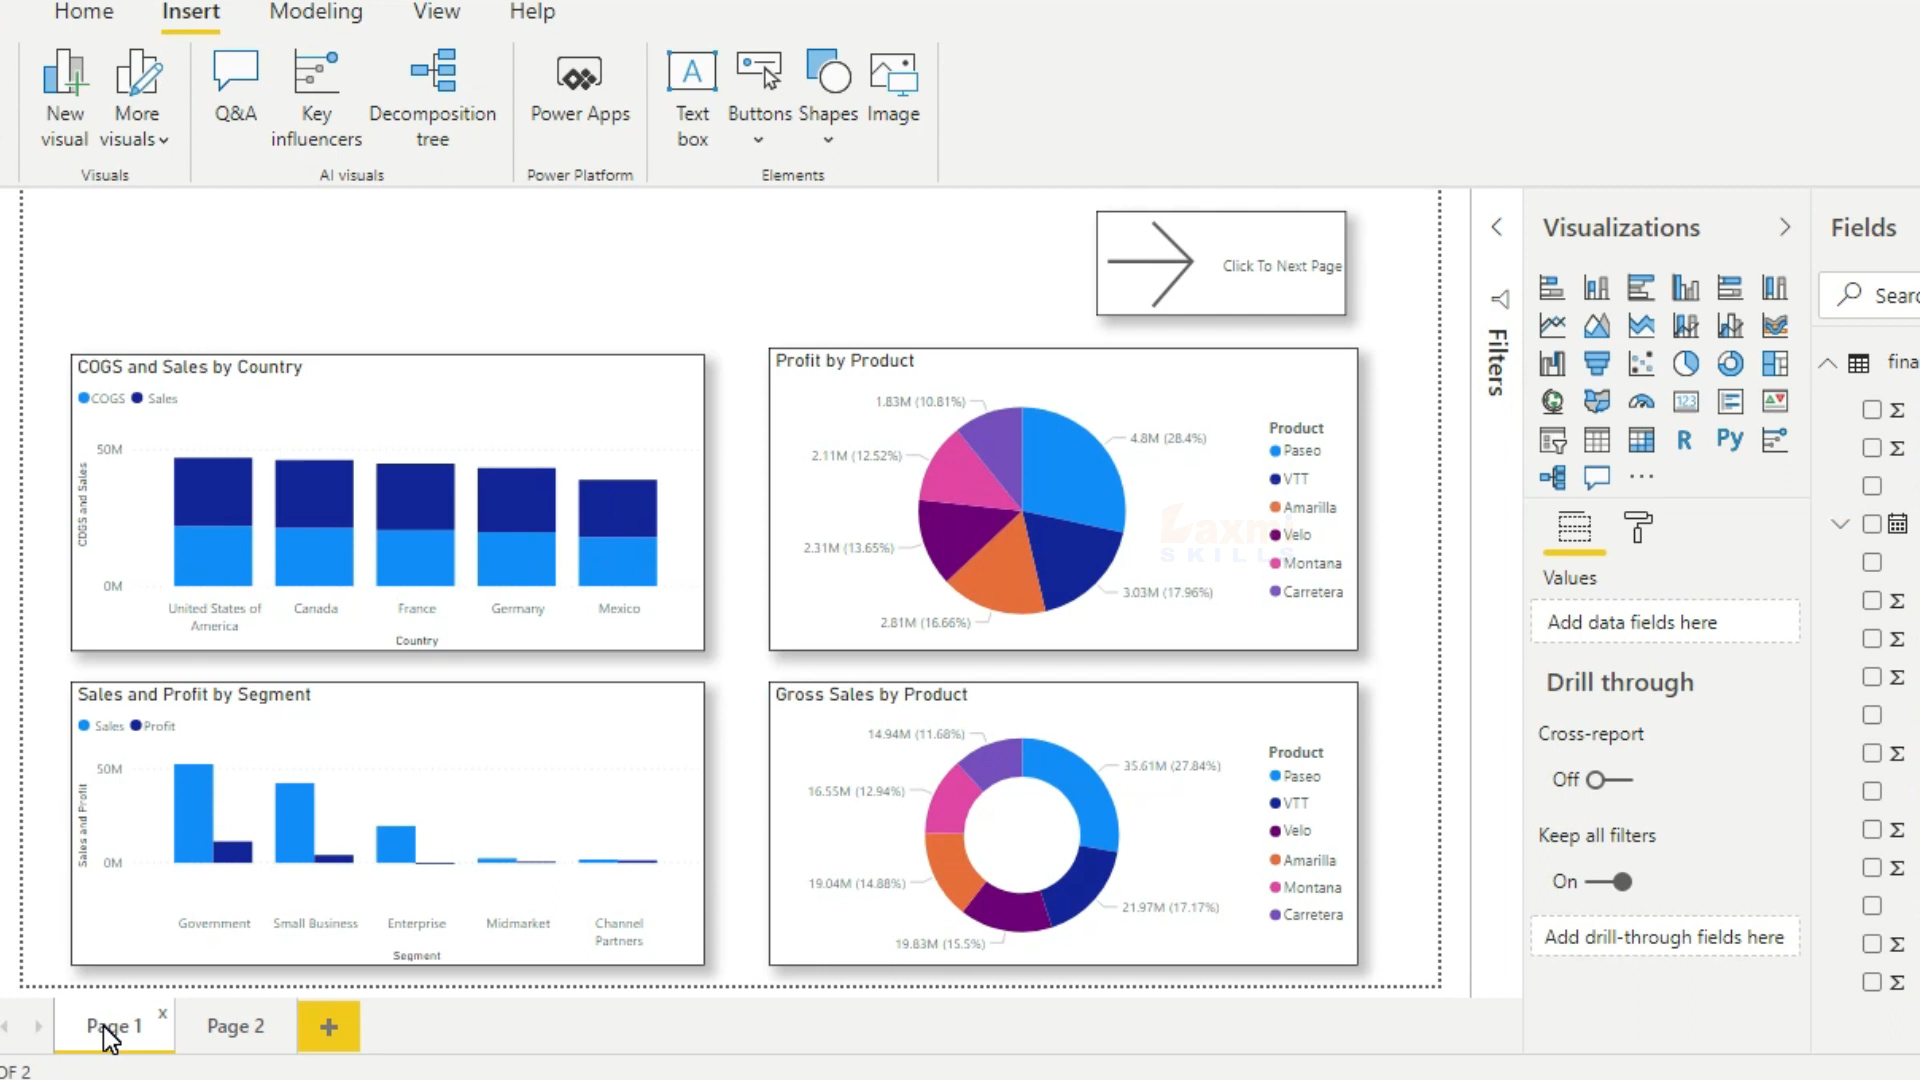 Home Insert Modeling View Help
New visual
More visuals
Q&A
Key influencers
Decomposition tree
Power Apps
Text box
Buttons
Shapes
Image
Visuals
AI visuals
Power Platform
Elements
Click To Next Page
COGS and Sales by Country
COGS Sales
COGS and Sales
50M
0M
United States of America
Canada
France
Germany
Mexico
Country
Profit by Product
1.83M (10.81%)
4.8M (28.4%)
2.11M (12.52%)
2.31M (13.65%)
3.03M (17.96%)
2.81M (16.66%)
Product
Paseo
VTT
Amarilla
Velo
Montana
Carretera
Laxmi
SKILLS
Sales and Profit by Segment
Sales Profit
Sales and Profit
50M
0M
Government
Small Business
Enterprise
Midmarket
Channel Partners
Segment
Gross Sales by Product
14.94M (11.68%)
35.61M (27.84%)
16.55M (12.94%)
19.04M (14.88%)
21.97M (17.17%)
19.83M (15.5%)
Product
Paseo
VTT
Velo
Amarilla
Montana
Carretera
Filters
Visualizations
123
R
Py
Values
Add data fields here
Drill through
Cross-report
Off
Keep all filters
On
Add drill-through fields here
Fields
Searc
fina
Σ
Σ
Σ
Σ
Σ
Σ
Σ
Σ
Σ
Σ
Page 1 x
Page 2
+
OF 2